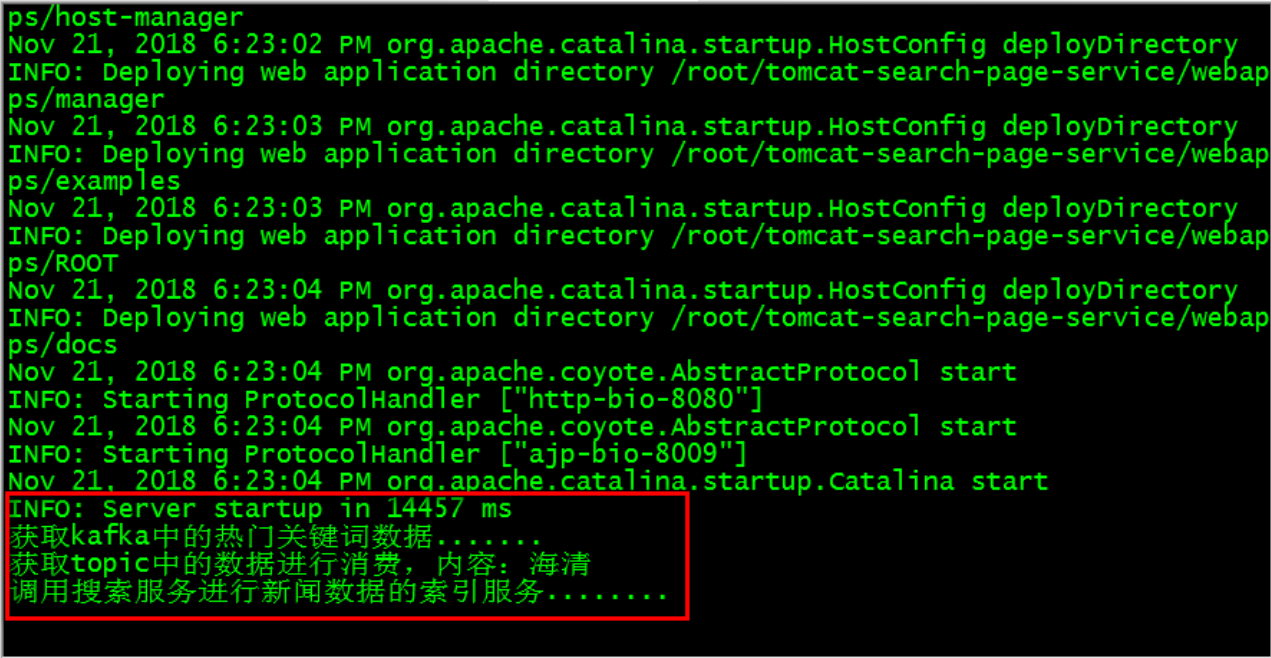 ps/host-manager
Nov 21, 2018 6:23:02 PM org.apache.catalina.startup.HostConfig deployDirectory
INFO: Deploying web application directory /root/tomcat-search-page-service/webap
ps/manager
Nov 21, 2018 6:23:03 PM org.apache.catalina.startup.HostConfig deployDirectory
INFO: Deploying web application directory /root/tomcat-search-page-service/webap
ps/examples
Nov 21, 2018 6:23:03 PM org.apache.catalina.startup.HostConfig deployDirectory
INFO: Deploying web application directory /root/tomcat-search-page-service/webap
ps/ROOT
Nov 21, 2018 6:23:04 PM org.apache.catalina.startup.HostConfig deployDirectory
INFO: Deploying web application directory /root/tomcat-search-page-service/webap
ps/docs
Nov 21, 2018 6:23:04 PM org.apache.coyote.AbstractProtocol start
INFO: Starting ProtocolHandler ["http-bio-8080"]
Nov 21, 2018 6:23:04 PM org.apache.coyote.AbstractProtocol start
INFO: Starting ProtocolHandler ["ajp-bio-8009"]
Nov 21, 2018 6:23:04 PM org.apache.catalina.startup.Catalina start
INFO: Server startup in 14457 ms
获取kafka中的热门关键词数据.......
获取topic中的数据进行消费，内容：海清
调用搜索服务进行新闻数据的索引服务........